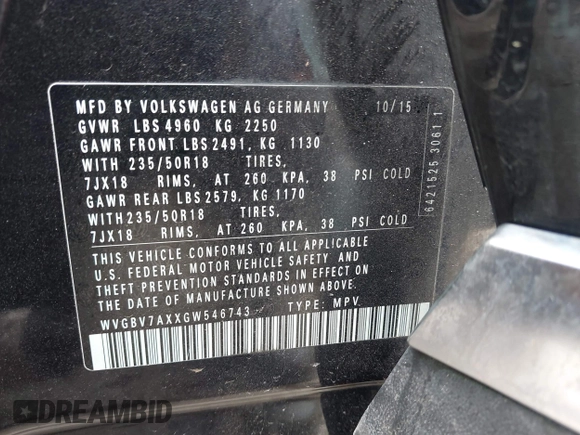 MFD BY VOLKSWAGEN AG GERMANY 10/15
GVWR LBS 4960 KG 2250
GAWR FRONT LBS 2491, KG 1130
WITH 235/50R18 TIRES,
7JX18 RIMS, AT 260 KPA, 38 PSI COLD
GAWR REAR LBS 2579, KG 1170
WITH 235/50R18 TIRES,
7JX18 RIMS, AT 260 KPA, 38 PSI COLD
THIS VEHICLE CONFORMS TO ALL APPLICABLE
U.S. FEDERAL MOTOR VEHICLE SAFETY AND
THEFT PREVENTION STANDARDS IN EFFECT ON
THE DATE OF MANUFACTURE SHOWN ABOVE.
WVGBV7AXXGW546743 TYPE: MPV
6421525 3061 1
DREAMBID